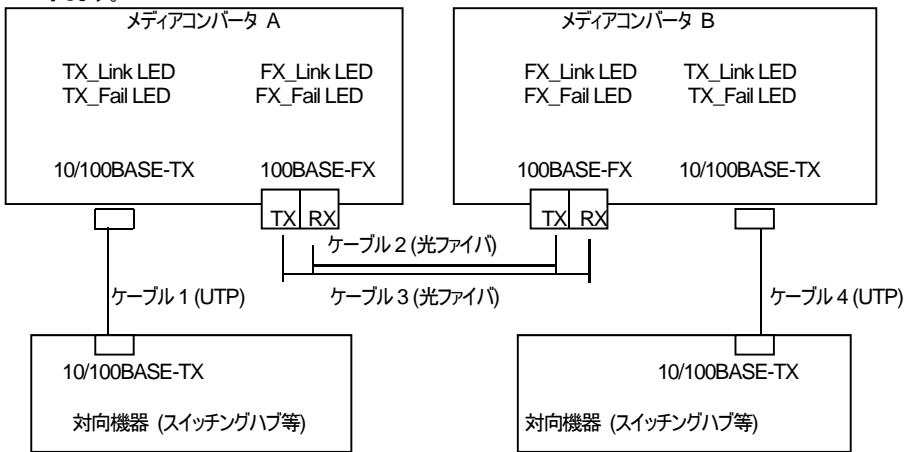 メディアコンバータ A
メディアコンバータ B
TX_Link LED
FX_Link LED
FX_Link LED
TX_Link LED
TX_Fail LED
FX_Fail LED
FX_Fail LED
TX_Fail LED
10/100BASE-TX
100BASE-FX
100BASE-FX
10/100BASE-TX
TX RX
TX RX
ケーブル 2 (光ファイバ)
ケーブル 1 (UTP)
ケーブル 3 (光ファイバ)
ケーブル 4 (UTP)
10/100BASE-TX
10/100BASE-TX
対向機器 (スイッチングハブ等)
対向機器 (スイッチングハブ等)